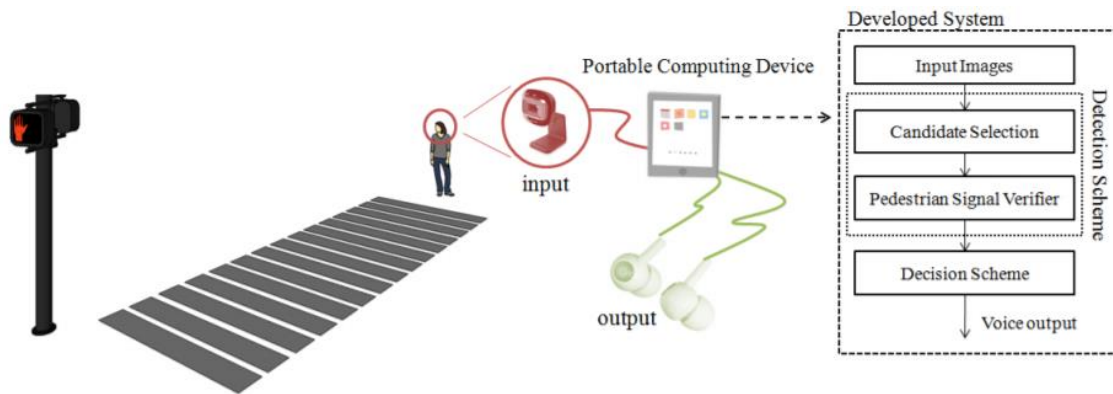 Developed System
Portable Computing Device
input
output
Input Images
Candidate Selection
Pedestrian Signal Verifier
Detection Scheme
Decision Scheme
Voice output